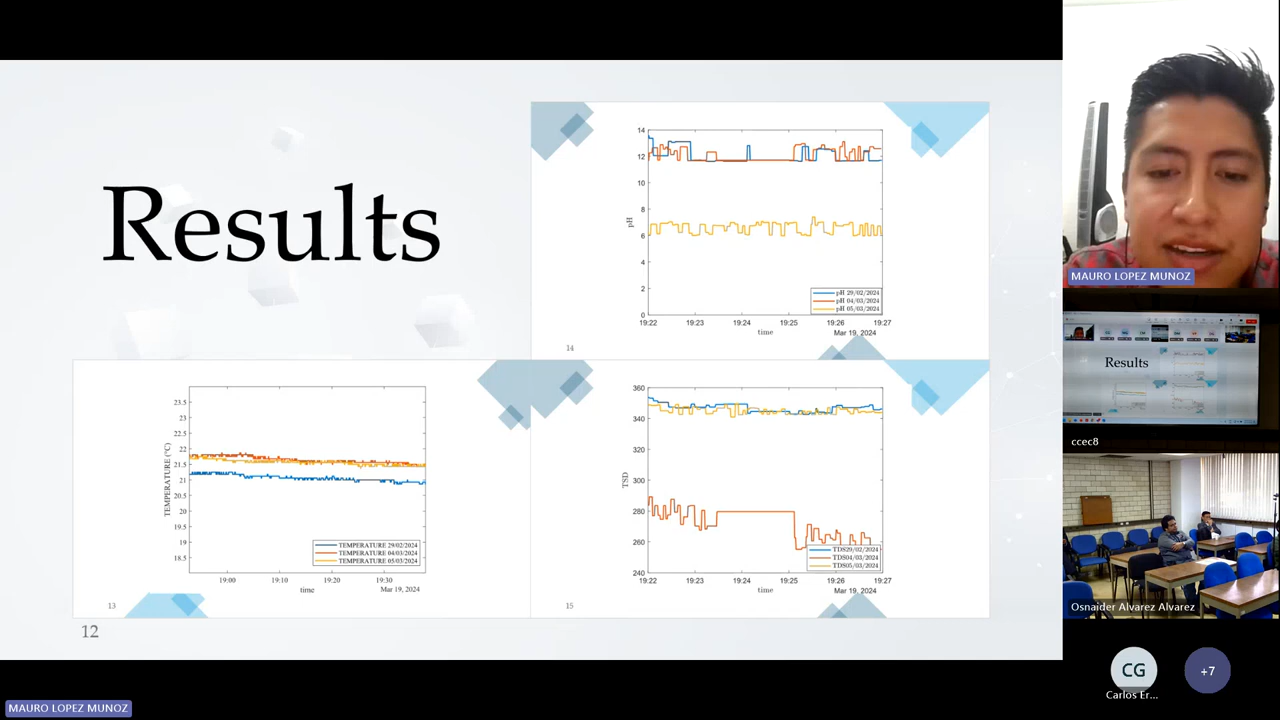 Results
14
12
10
8
6
4
2
0
pH
19:22
19:23
19:24
19:25
19:26
19:27
time
Mar 19, 2024
pH 29/02/2024
pH 04/03/2024
pH 05/03/2024
14
23.5
23
22.5
22
21.5
21
20.5
20
19.5
19
18.5
TEMPERATURE (°C)
19:00
19:10
19:20
19:30
time
Mar 19, 2024
TEMPERATURE 29/02/2024
TEMPERATURE 04/03/2024
TEMPERATURE 05/03/2024
13
360
340
320
300
280
260
240
TSD
19:22
19:23
19:24
19:25
19:26
19:27
time
Mar 19, 2024
TDS29/02/2024
TDS04/03/2024
TDS05/03/2024
15
12
MAURO LOPEZ MUNOZ
MAURO LOPEZ MUNOZ
Results
ccec8
Osnaider Alvarez Alvarez
CG
Carlos Er...
+7